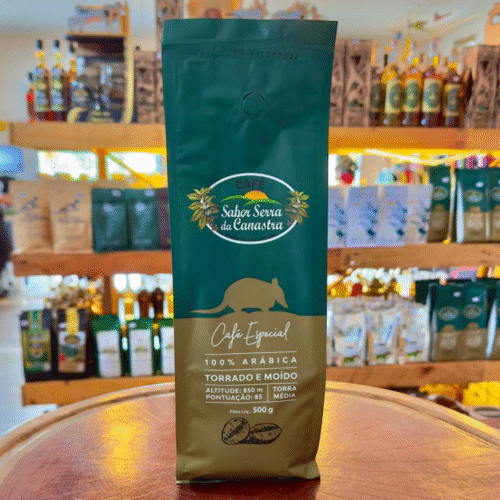 CAFÉ
Sabor Serra
da Canastra
Café Especial
100% ARÁBICA
TORRADO E MOÍDO
ALTITUDE: 850 m
PONTUAÇÃO: 85
TORRA
MÉDIA
Peso Líq.: 500 g